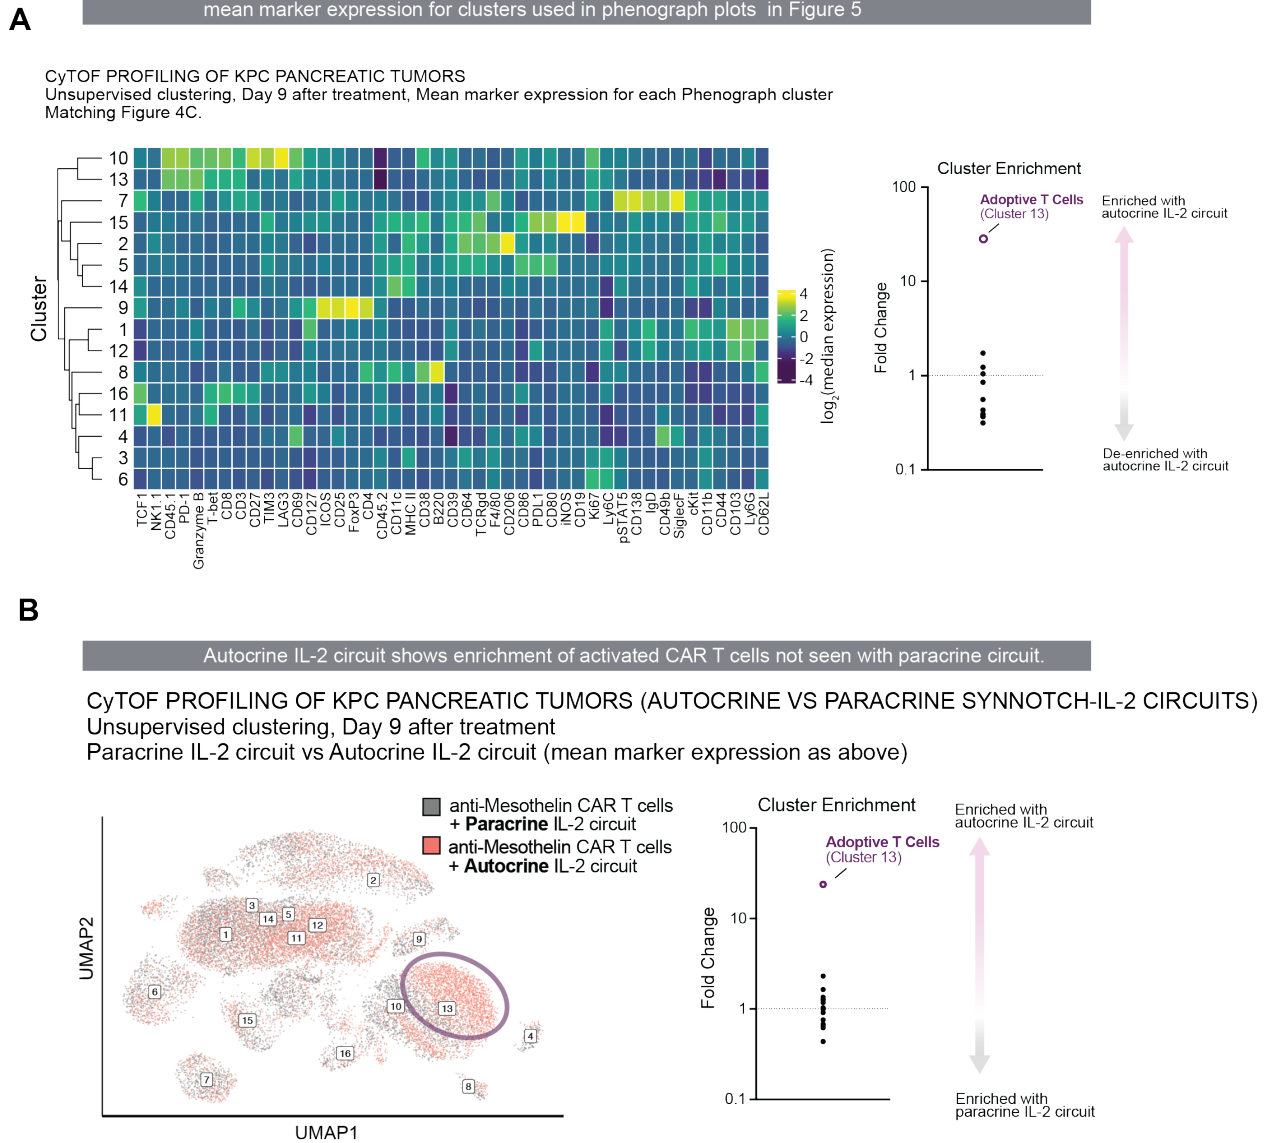 A
mean marker expression for clusters used in phenograph plots in Figure 5
CyTOF PROFILING OF KPC PANCREATIC TUMORS
Unsupervised clustering, Day 9 after treatment, Mean marker expression for each Phenograph cluster
Matching Figure 4C.
Cluster
10
13
7
15
2
5
14
9
1
12
8
16
11
4
3
6
TCF1
NK1.1
CD45.1
PD-1
Granzyme B
T-bet
CD8
CD3
CD27
TIM3
LAG3
CD69
CD127
ICOS
CD25
FoxP3
CD4
CD45.2
CD11c
MHC II
CD38
B220
CD39
CD64
TCRgd
F4/80
CD206
CD86
PDL1
CD80
iNOS
CD19
Ki67
Ly6C
pSTAT5
CD138
IgD
CD49b
SiglecF
cKit
CD11b
CD44
CD103
Ly6G
CD62L
4
2
0
-2
-4
log2(median expression)
Cluster Enrichment
Fold Change
100
10
1
0.1
Adoptive T Cells
(Cluster 13)
Enriched with
autocrine IL-2 circuit
De-enriched with
autocrine IL-2 circuit
B
Autocrine IL-2 circuit shows enrichment of activated CAR T cells not seen with paracrine circuit.
CyTOF PROFILING OF KPC PANCREATIC TUMORS (AUTOCRINE VS PARACRINE SYNNOTCH-IL-2 CIRCUITS)
Unsupervised clustering, Day 9 after treatment
Paracrine IL-2 circuit vs Autocrine IL-2 circuit (mean marker expression as above)
anti-Mesothelin CAR T cells
+ Paracrine IL-2 circuit
anti-Mesothelin CAR T cells
+ Autocrine IL-2 circuit
UMAP2
2
3
14
5
12
1
11
9
6
10
13
15
4
16
7
8
UMAP1
Cluster Enrichment
Fold Change
100
10
1
0.1
Adoptive T Cells
(Cluster 13)
Enriched with
autocrine IL-2 circuit
Enriched with
paracrine IL-2 circuit